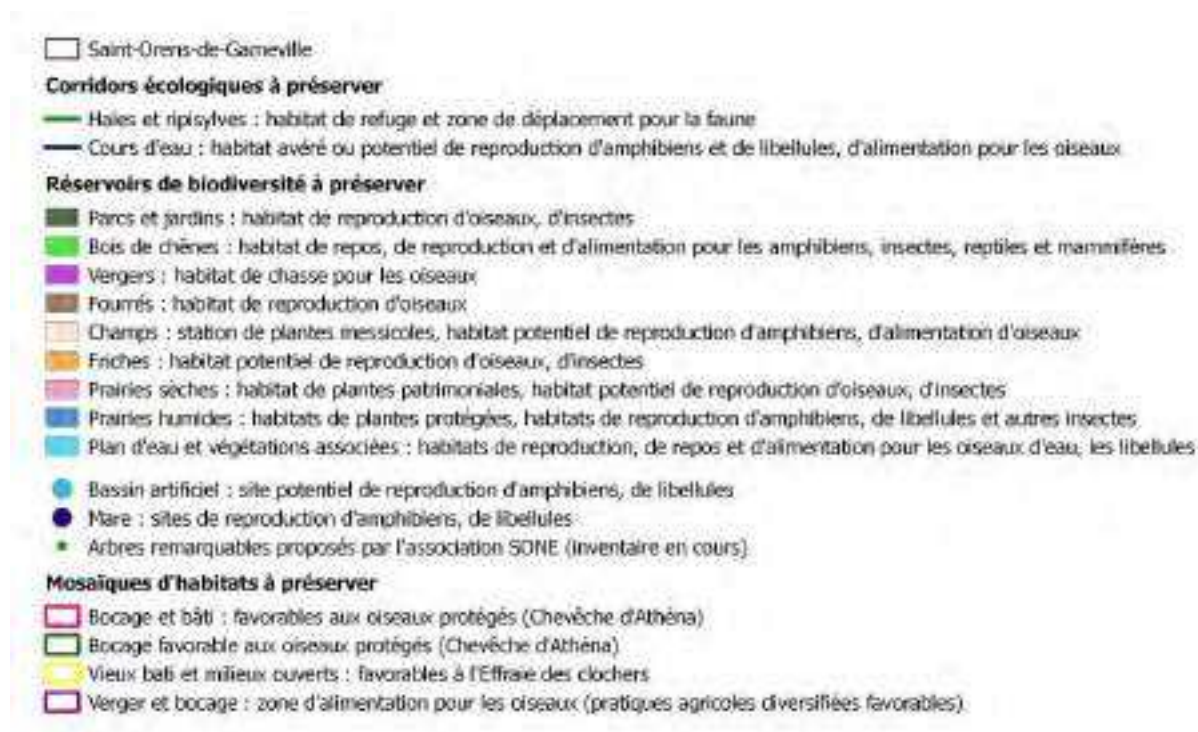 Saint-Orens-de-Gameville
Corridors écologiques à préserver
Haies et ripisylves : habitat de refuge et zone de déplacement pour la faune
Cours d'eau : habitat avéré ou potentiel de reproduction d'amphibiens et de libellules, d'alimentation pour les oiseaux
Réservoirs de biodiversité à préserver
Parcs et jardins : habitat de reproduction d'oiseaux, d'insectes
Bois de chênes : habitat de repos, de reproduction et d'alimentation pour les amphibiens, insectes, reptiles et mammifères
Vergers : habitat de chasse pour les oiseaux
Fourrés : habitat de reproduction d'oiseaux
Champs : station de plantes messicoles, habitat potentiel de reproduction d'amphibiens, d'alimentation d'oiseaux
Friches : habitat potentiel de reproduction d'oiseaux, d'insectes
Prairies sèches : habitat de plantes patrimoniales, habitat potentiel de reproduction d'oiseaux, d'insectes
Prairies humides : habitats de plantes protégées, habitats de reproduction d'amphibiens, de libellules et autres insectes
Plan d'eau et végétations associées : habitats de reproduction, de repos et d'alimentation pour les oiseaux d'eau, les libellules
Bassin artificiel : site potentiel de reproduction d'amphibiens, de libellules
Mare : sites de reproduction d'amphibiens, de libellules
Arbres remarquables proposés par l'association SONE (inventaire en cours)
Mosaïques d'habitats à préserver
Bocage et bâti : favorables aux oiseaux protégés (Chevêche d'Athéna)
Bocage favorable aux oiseaux protégés (Chevêche d'Athéna)
Vieux bati et milieux ouverts : favorables à l'Effraie des clochers
Verger et bocage : zone d'alimentation pour les oiseaux (pratiques agricoles diversifiées favorables)